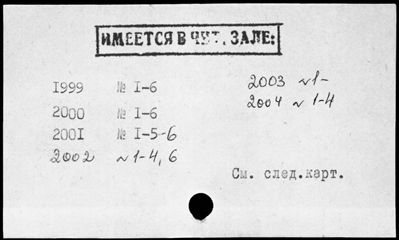 ИМЕЕТСЯ В ЧИТ. ЗАЛЕ:
1999 № 1-6
2000 № 1-6
2001 № 1-5-6
2002 № 1-4, 6
2003 № 1-
2004 № 1-4
См. след.карт.